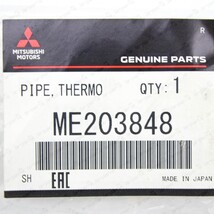 R
MITSUBISHI
MOTORS
GENUINE PARTS
PIPE, THERMO QTY: 1
ME203848
SH EAC MADE IN JAPAN